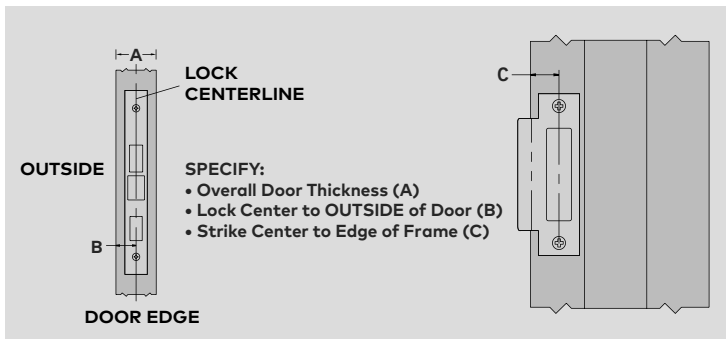 A
LOCK
CENTERLINE
C
OUTSIDE
SPECIFY:
• Overall Door Thickness (A)
• Lock Center to OUTSIDE of Door (B)
• Strike Center to Edge of Frame (C)
B
DOOR EDGE